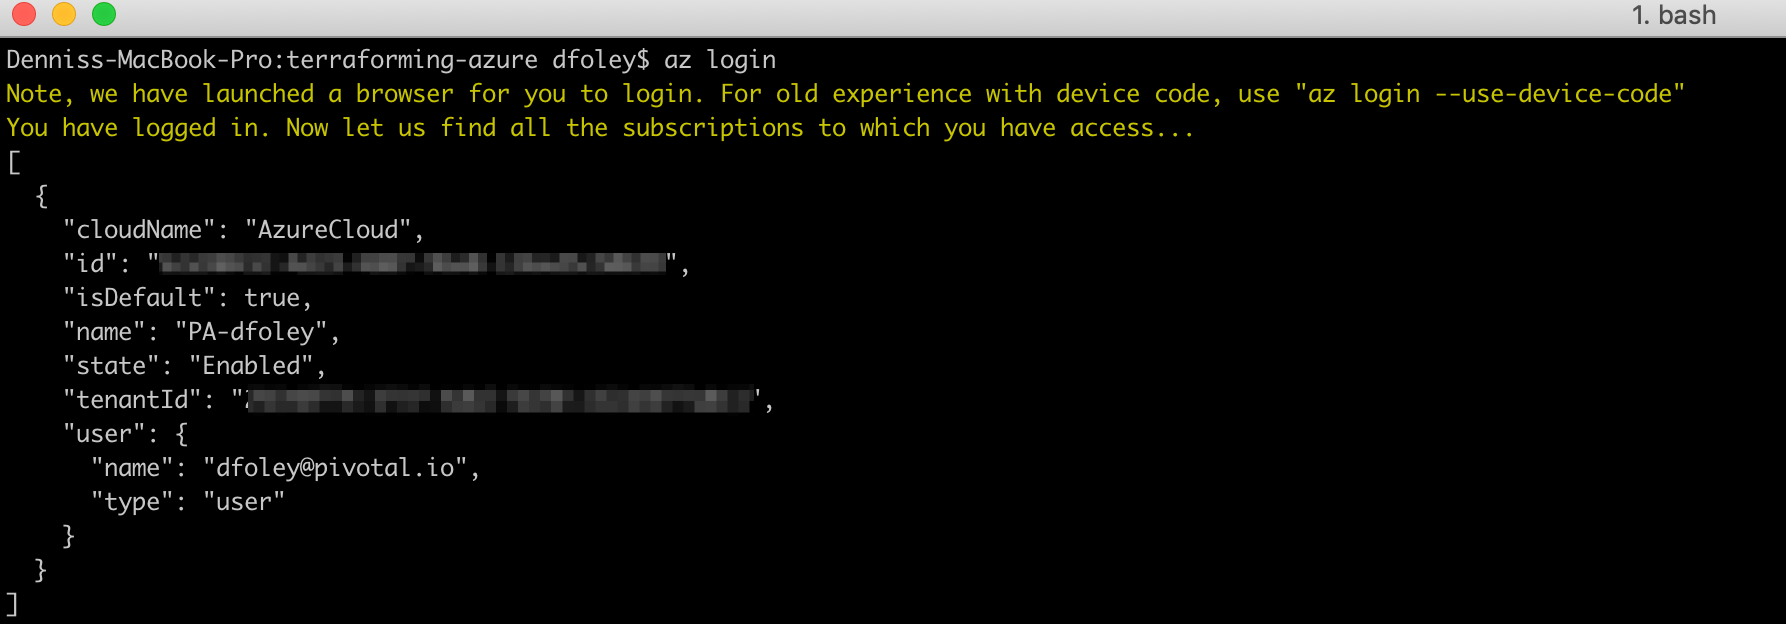 1. bash
Denniss-MacBook-Pro:terraforming-azure dfoley$ az login
Note, we have launched a browser for you to login. For old experience with device code, use "az login --use-device-code"
You have logged in. Now let us find all the subscriptions to which you have access...
[
  {
    "cloudName": "AzureCloud",
    "id": "",
    "isDefault": true,
    "name": "PA-dfoley",
    "state": "Enabled",
    "tenantId": "",
    "user": {
      "name": "dfoley@pivotal.io",
      "type": "user"
    }
  }
]